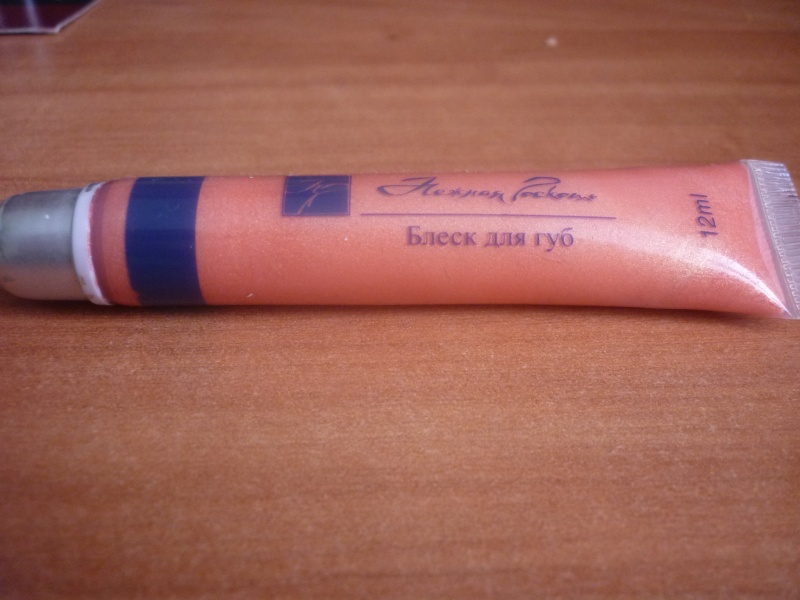 Нежная Роскошь
Блеск для губ
12ml